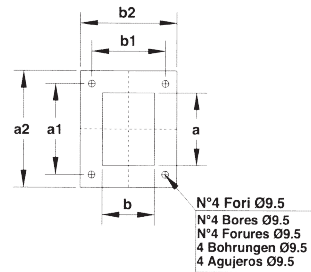 b2
b1
a2
a1
a
b
N°4 Fori Ø9.5
N°4 Bores Ø9.5
N°4 Forures Ø9.5
4 Bohrungen Ø9.5
4 Agujeros Ø9.5